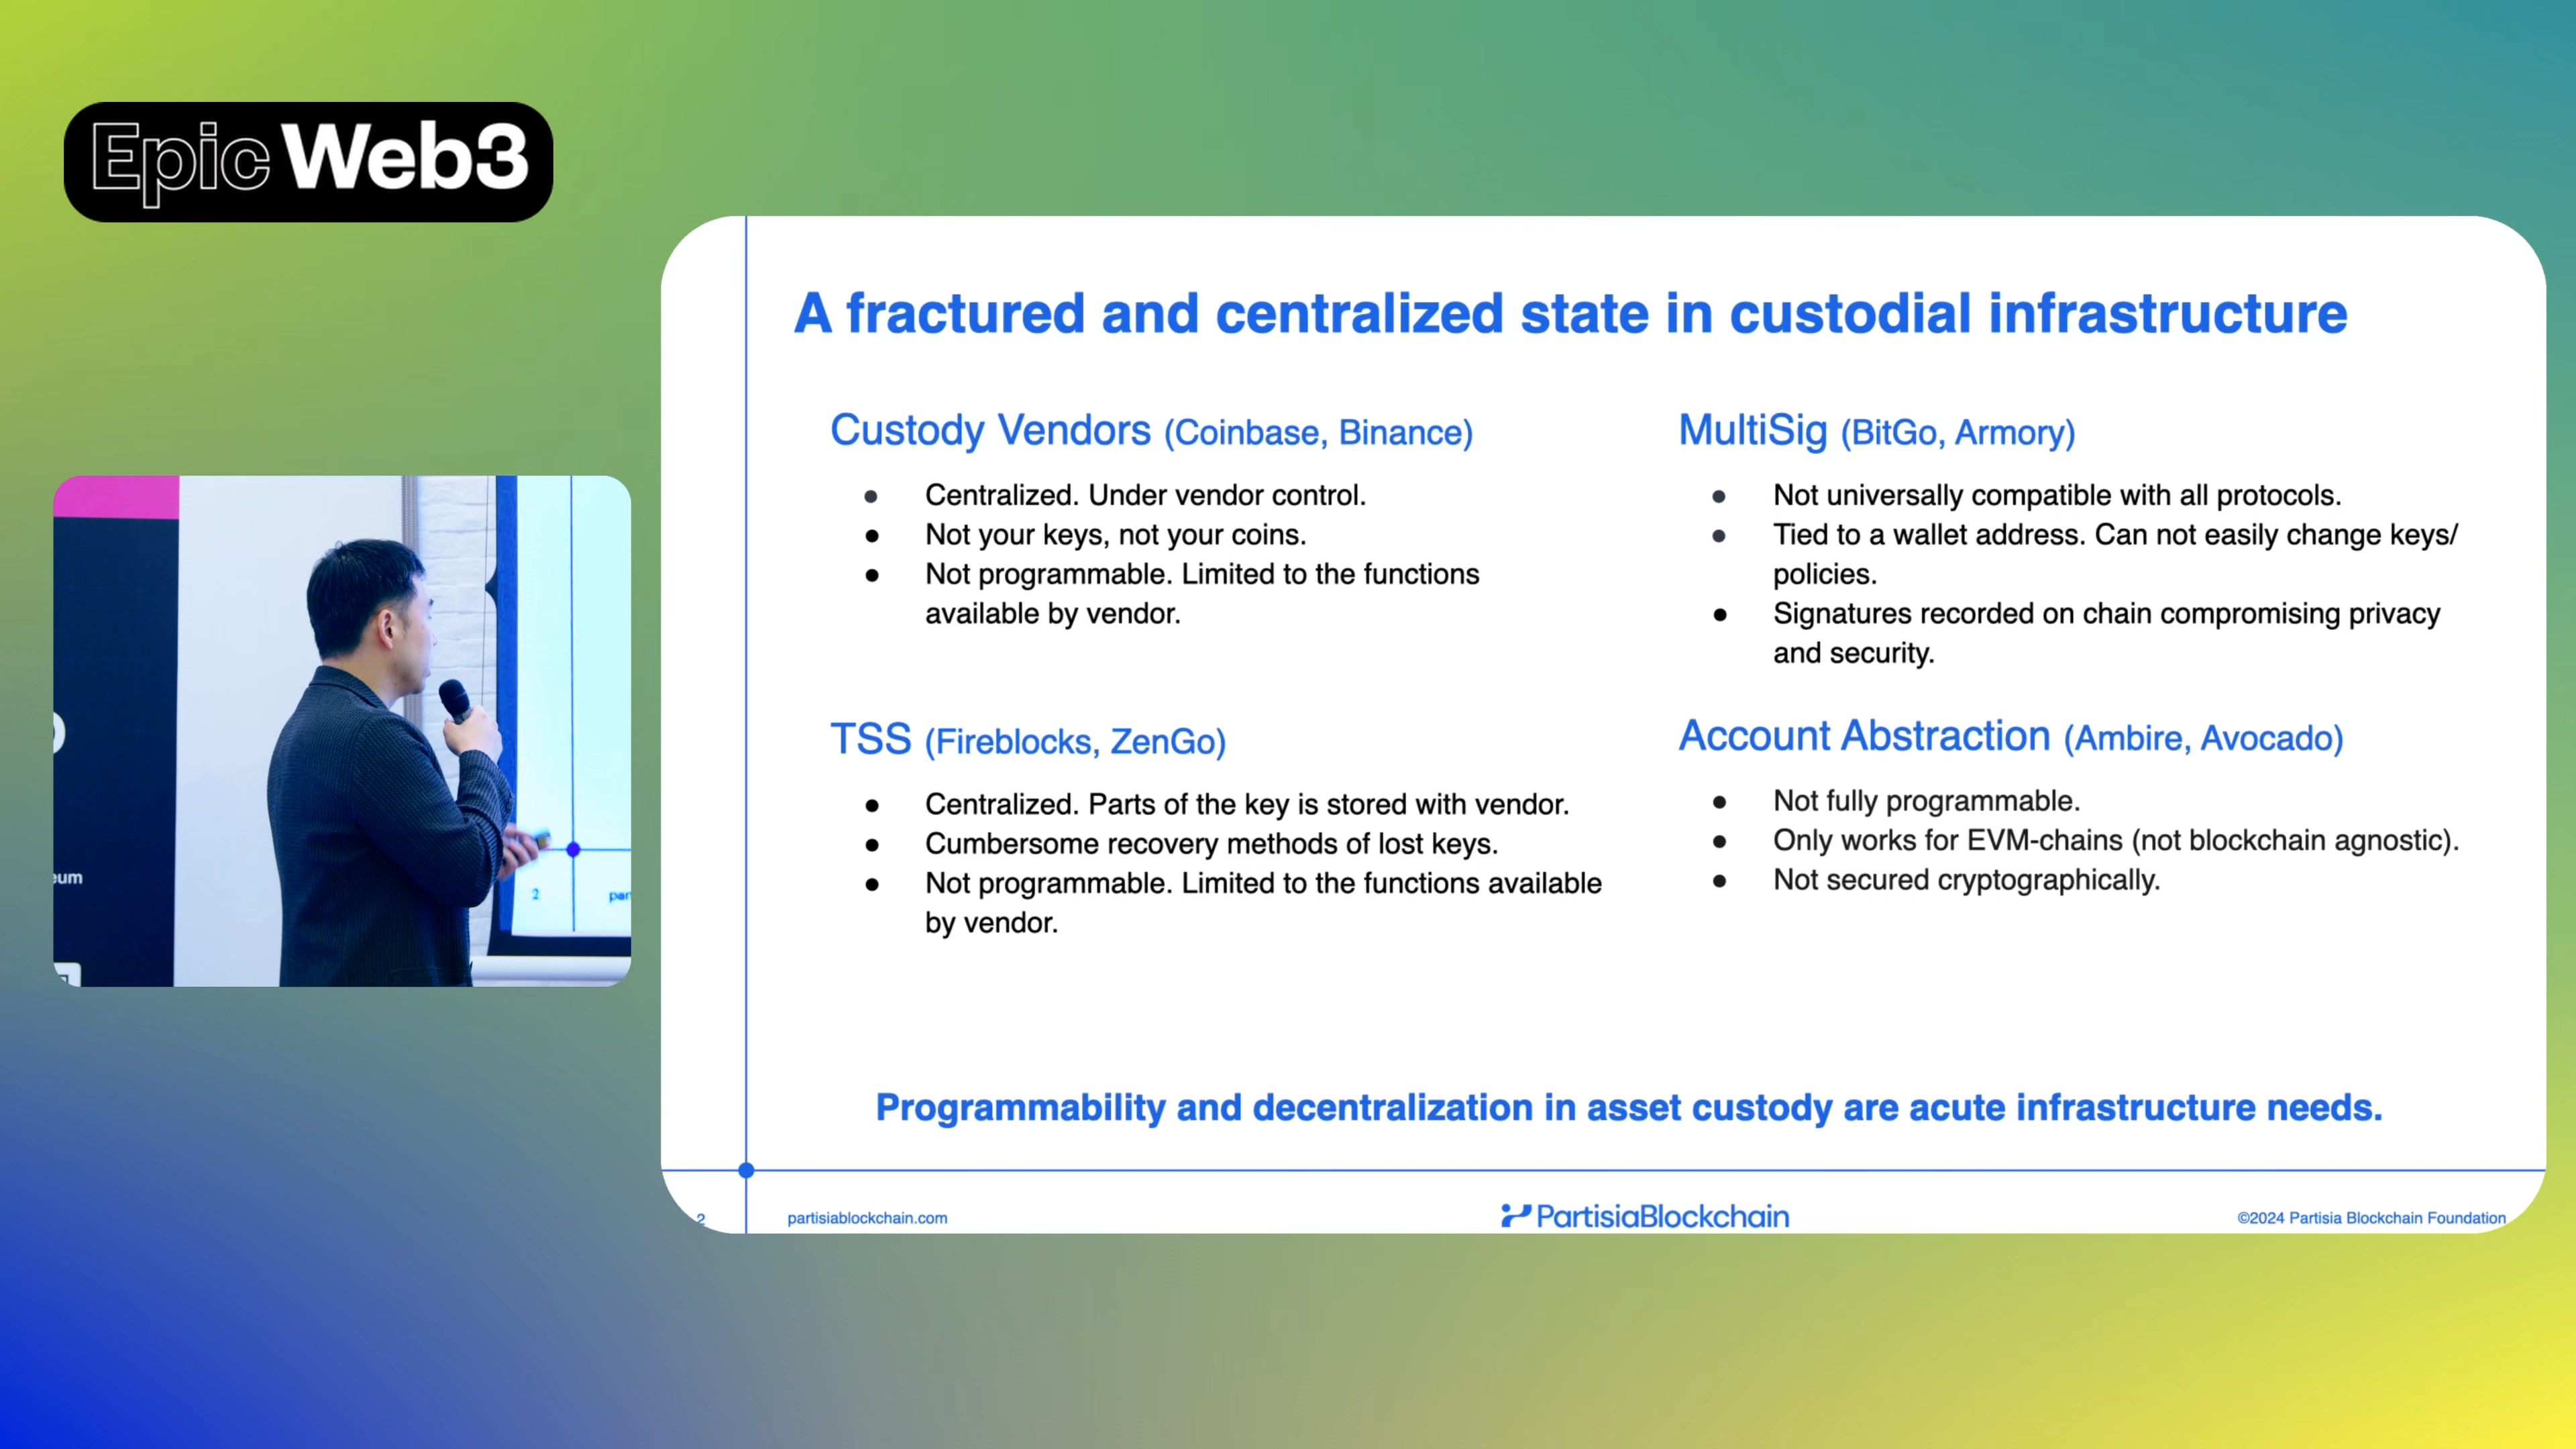 Epic Web3
A fractured and centralized state in custodial infrastructure
Custody Vendors (Coinbase, Binance)
Centralized. Under vendor control.
Not your keys, not your coins.
Not programmable. Limited to the functions
available by vendor.
MultiSig (BitGo, Armory)
Not universally compatible with all protocols.
Tied to a wallet address. Can not easily change keys/
policies.
Signatures recorded on chain compromising privacy
and security.
TSS (Fireblocks, ZenGo)
Centralized. Parts of the key is stored with vendor.
Cumbersome recovery methods of lost keys.
Not programmable. Limited to the functions available
by vendor.
Account Abstraction (Ambire, Avocado)
Not fully programmable.
Only works for EVM-chains (not blockchain agnostic).
Not secured cryptographically.
Programmability and decentralization in asset custody are acute infrastructure needs.
2
partisiablockchain.com
PartisiaBlockchain
©2024 Partisia Blockchain Foundation
eum
2
par